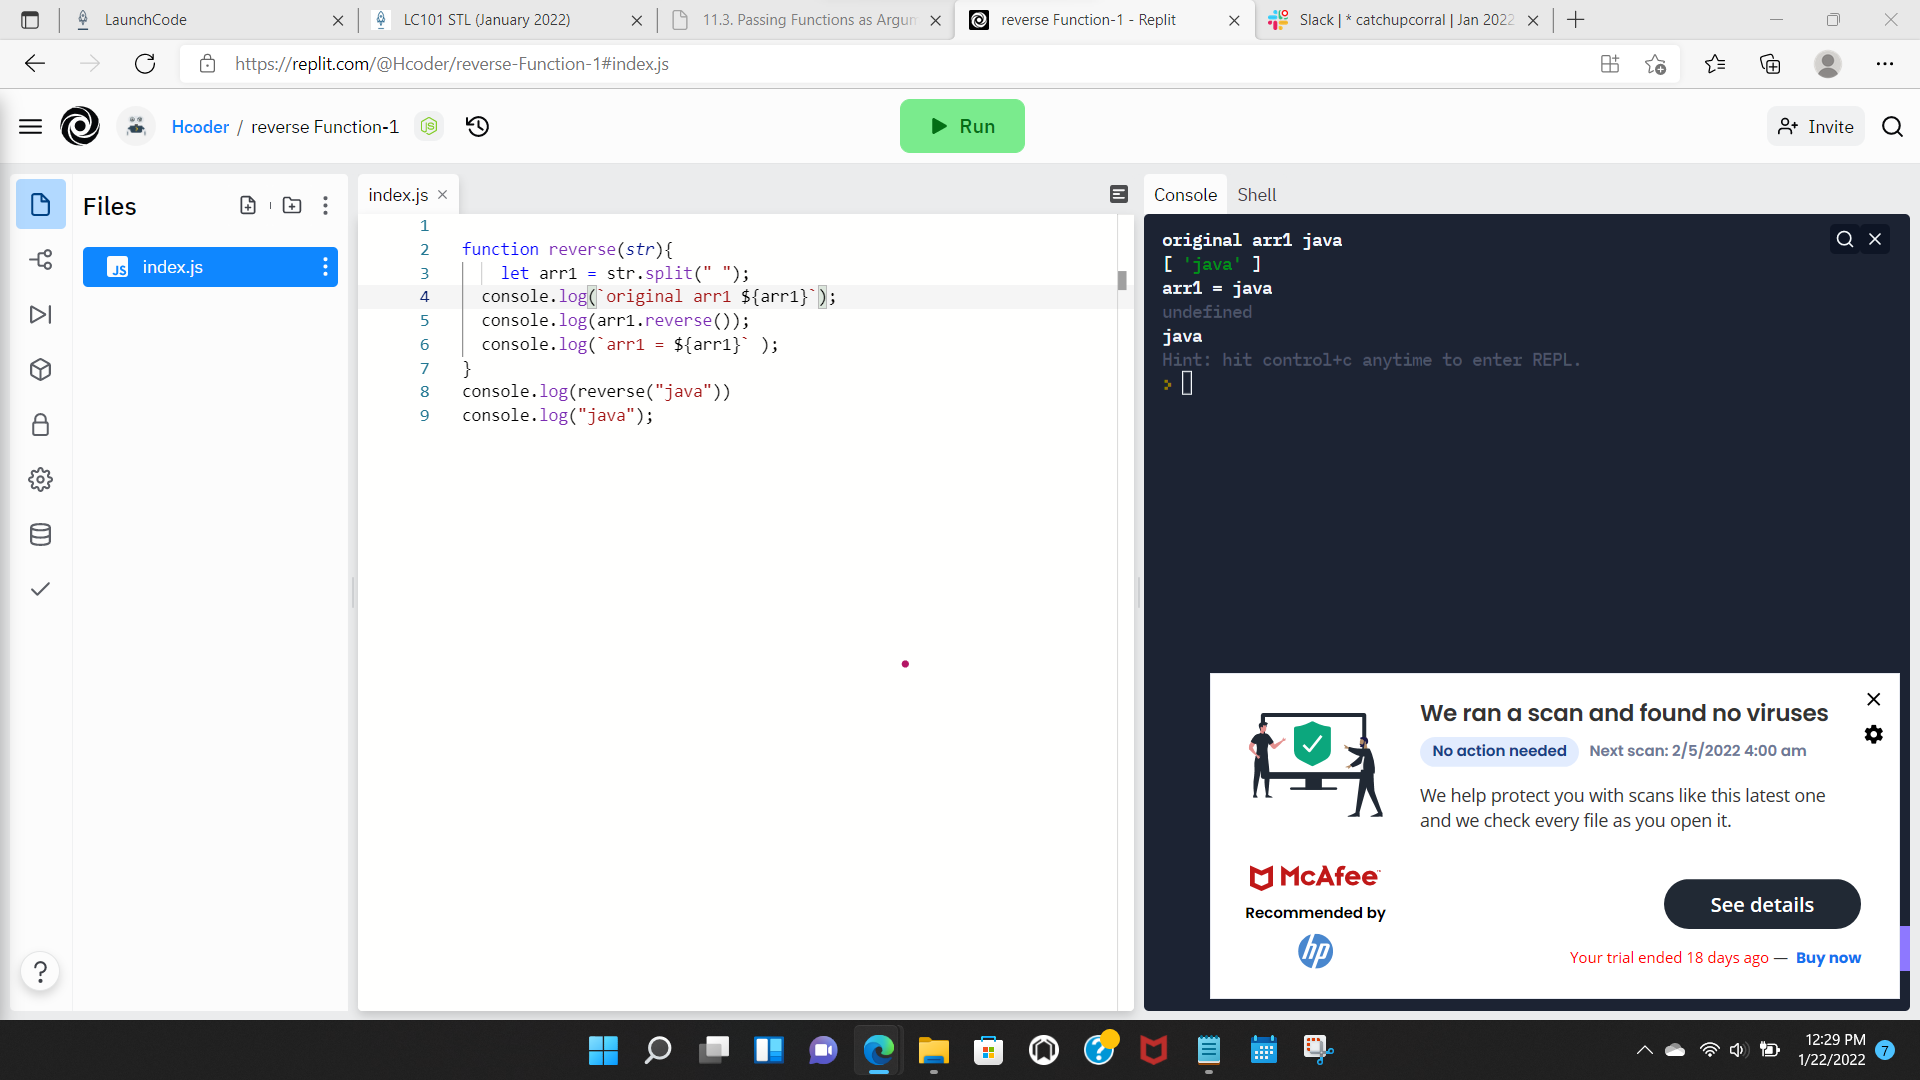 LaunchCode
LC101 STL (January 2022)
11.3. Passing Functions as Argum
reverse Function-1 - Replit
Slack | * catchupcorral | Jan 2022
https://replit.com/@Hcoder/reverse-Function-1#index.js
Hcoder / reverse Function-1
Run
Invite
Files
index.js
index.js
1
2 function reverse(str){
3 let arr1 = str.split(" ");
4 console.log(`original arr1 ${arr1}`);
5 console.log(arr1.reverse());
6 console.log(`arr1 = ${arr1}` );
7 }
8 console.log(reverse("java"))
9 console.log("java");
Console
Shell
original arr1 java
[ 'java' ]
arr1 = java
undefined
java
Hint: hit control+c anytime to enter REPL.
We ran a scan and found no viruses
No action needed
Next scan: 2/5/2022 4:00 am
We help protect you with scans like this latest one
and we check every file as you open it.
McAfee
Recommended by
hp
See details
Your trial ended 18 days ago — Buy now
12:29 PM
1/22/2022
7